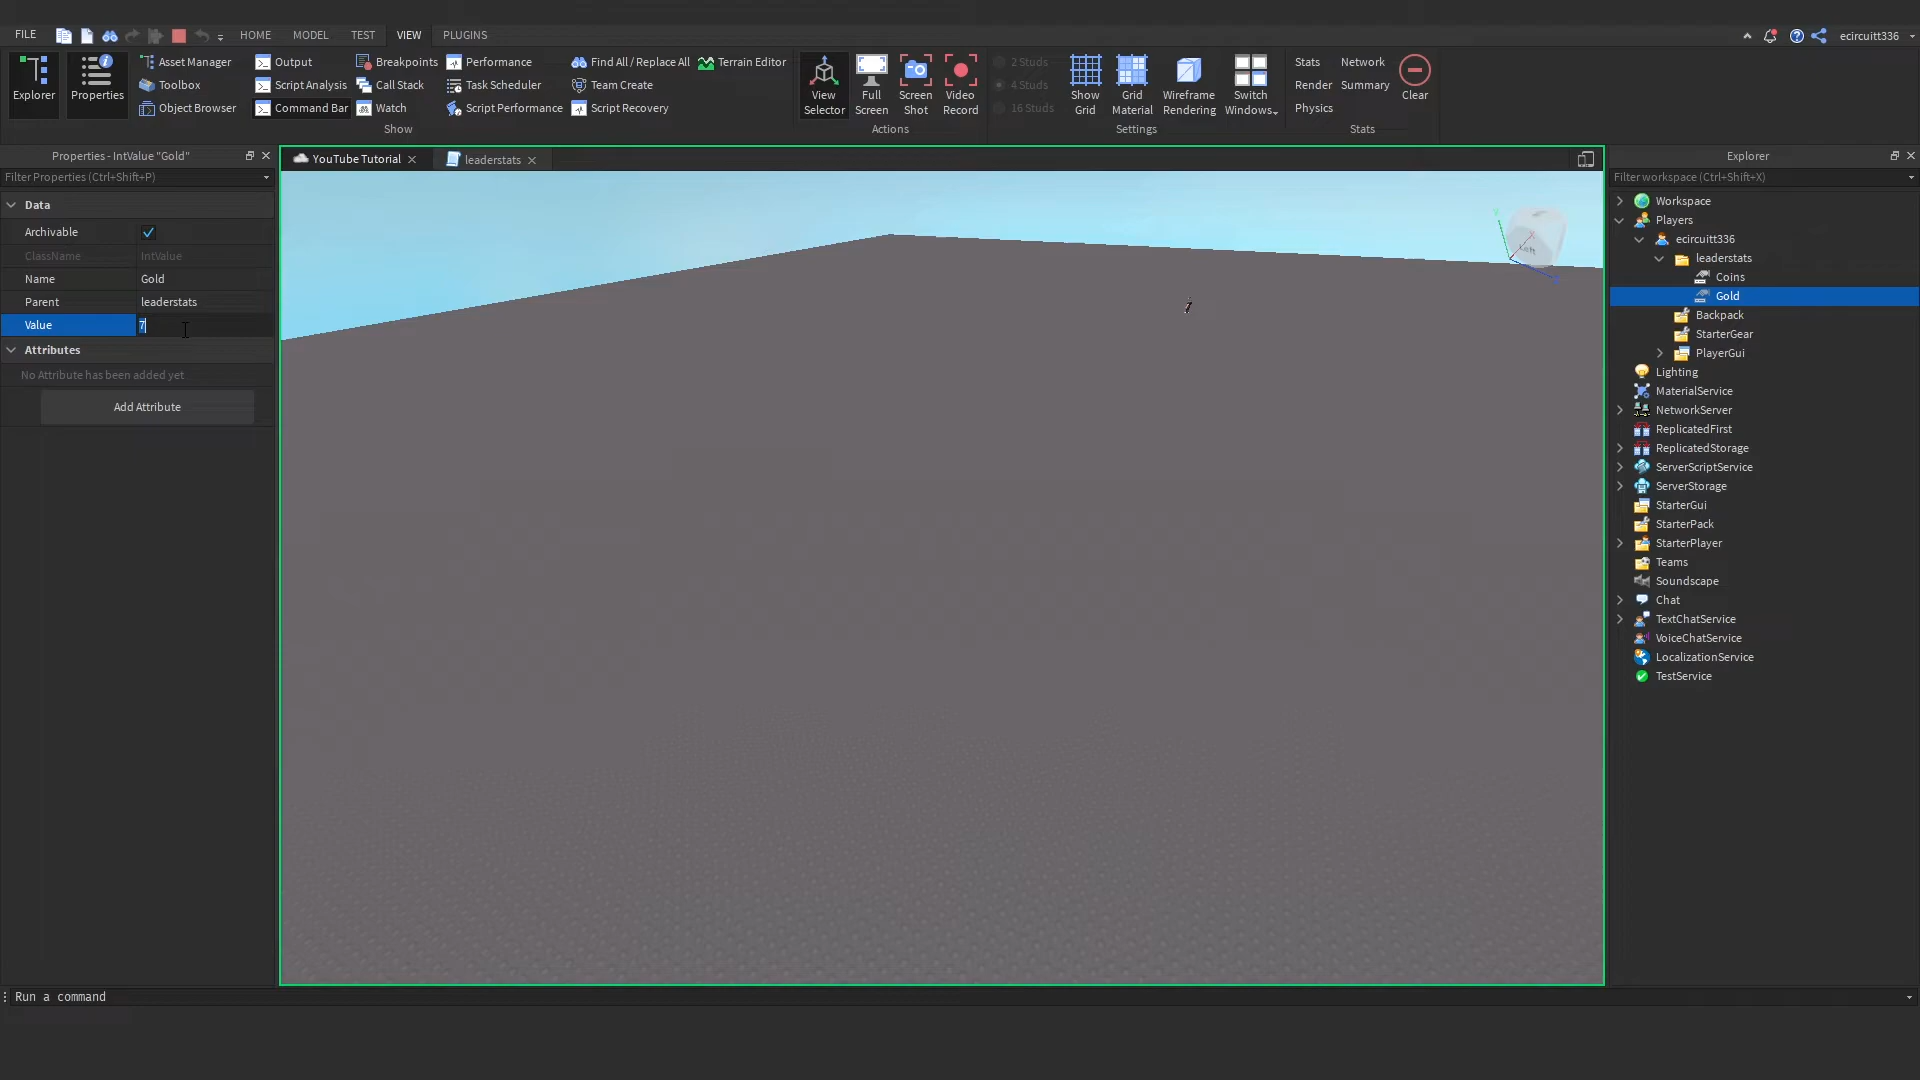 FILE HOME MODEL TEST VIEW PLUGINS ecircuitt336
Explorer Properties
Asset Manager Output Breakpoints Performance Find All / Replace All Terrain Editor
Toolbox Script Analysis Call Stack Task Scheduler Team Create
Object Browser Command Bar Watch Script Performance Script Recovery
Show
View Selector Full Screen Screen Shot Video Record
Actions
2 Studs
4 Studs
16 Studs
Show Grid Grid Material Wireframe Rendering Switch Windows
Settings
Stats Network
Render Summary
Physics
Clear
Stats
Properties - IntValue "Gold"
Filter Properties (Ctrl+Shift+P)
Data
Archivable
ClassName IntValue
Name Gold
Parent leaderstats
Value 7
Attributes
No Attribute has been added yet
Add Attribute
YouTube Tutorial leaderstats
Left
Explorer
Filter workspace (Ctrl+Shift+X)
Workspace
Players
ecircuitt336
leaderstats
Coins
Gold
Backpack
StarterGear
PlayerGui
Lighting
MaterialService
NetworkServer
ReplicatedFirst
ReplicatedStorage
ServerScriptService
ServerStorage
StarterGui
StarterPack
StarterPlayer
Teams
Soundscape
Chat
TextChatService
VoiceChatService
LocalizationService
TestService
Run a command